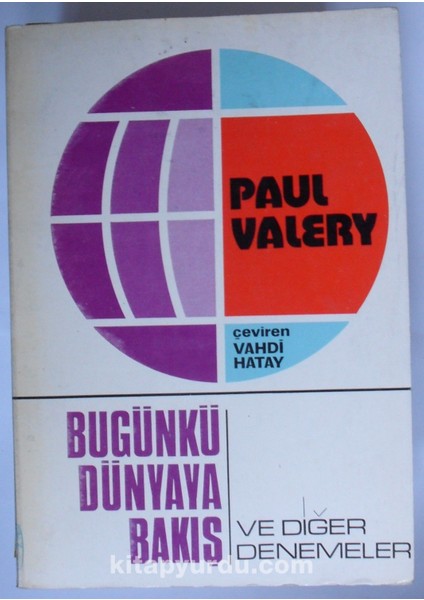 PAUL
VALERY
çeviren
VAHDİ
HATAY
BUGÜNKÜ
DÜNYAYA
BAKIŞ
VE DİĞER
DENEMELER
kitapyurdu.com